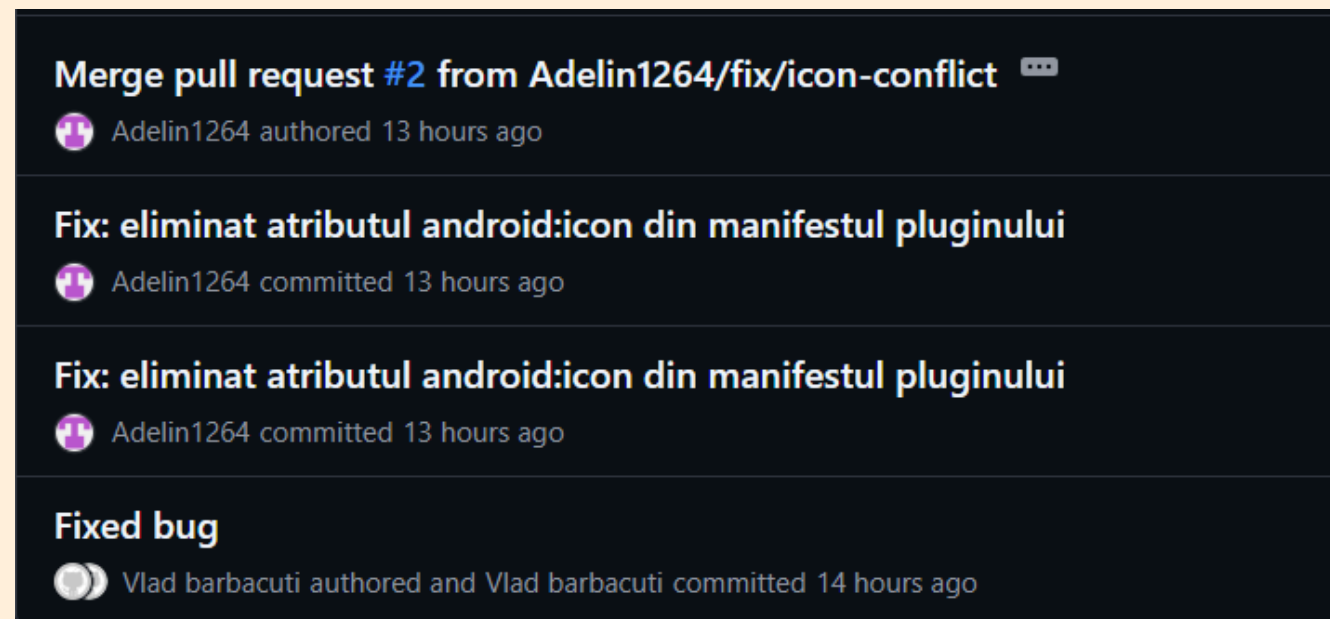 Merge pull request #2 from Adelin1264/fix/icon-conflict
Adelin1264 authored 13 hours ago
Fix: eliminat atributul android:icon din manifestul pluginului
Adelin1264 committed 13 hours ago
Fix: eliminat atributul android:icon din manifestul pluginului
Adelin1264 committed 13 hours ago
Fixed bug
Vlad barbacuti authored and Vlad barbacuti committed 14 hours ago